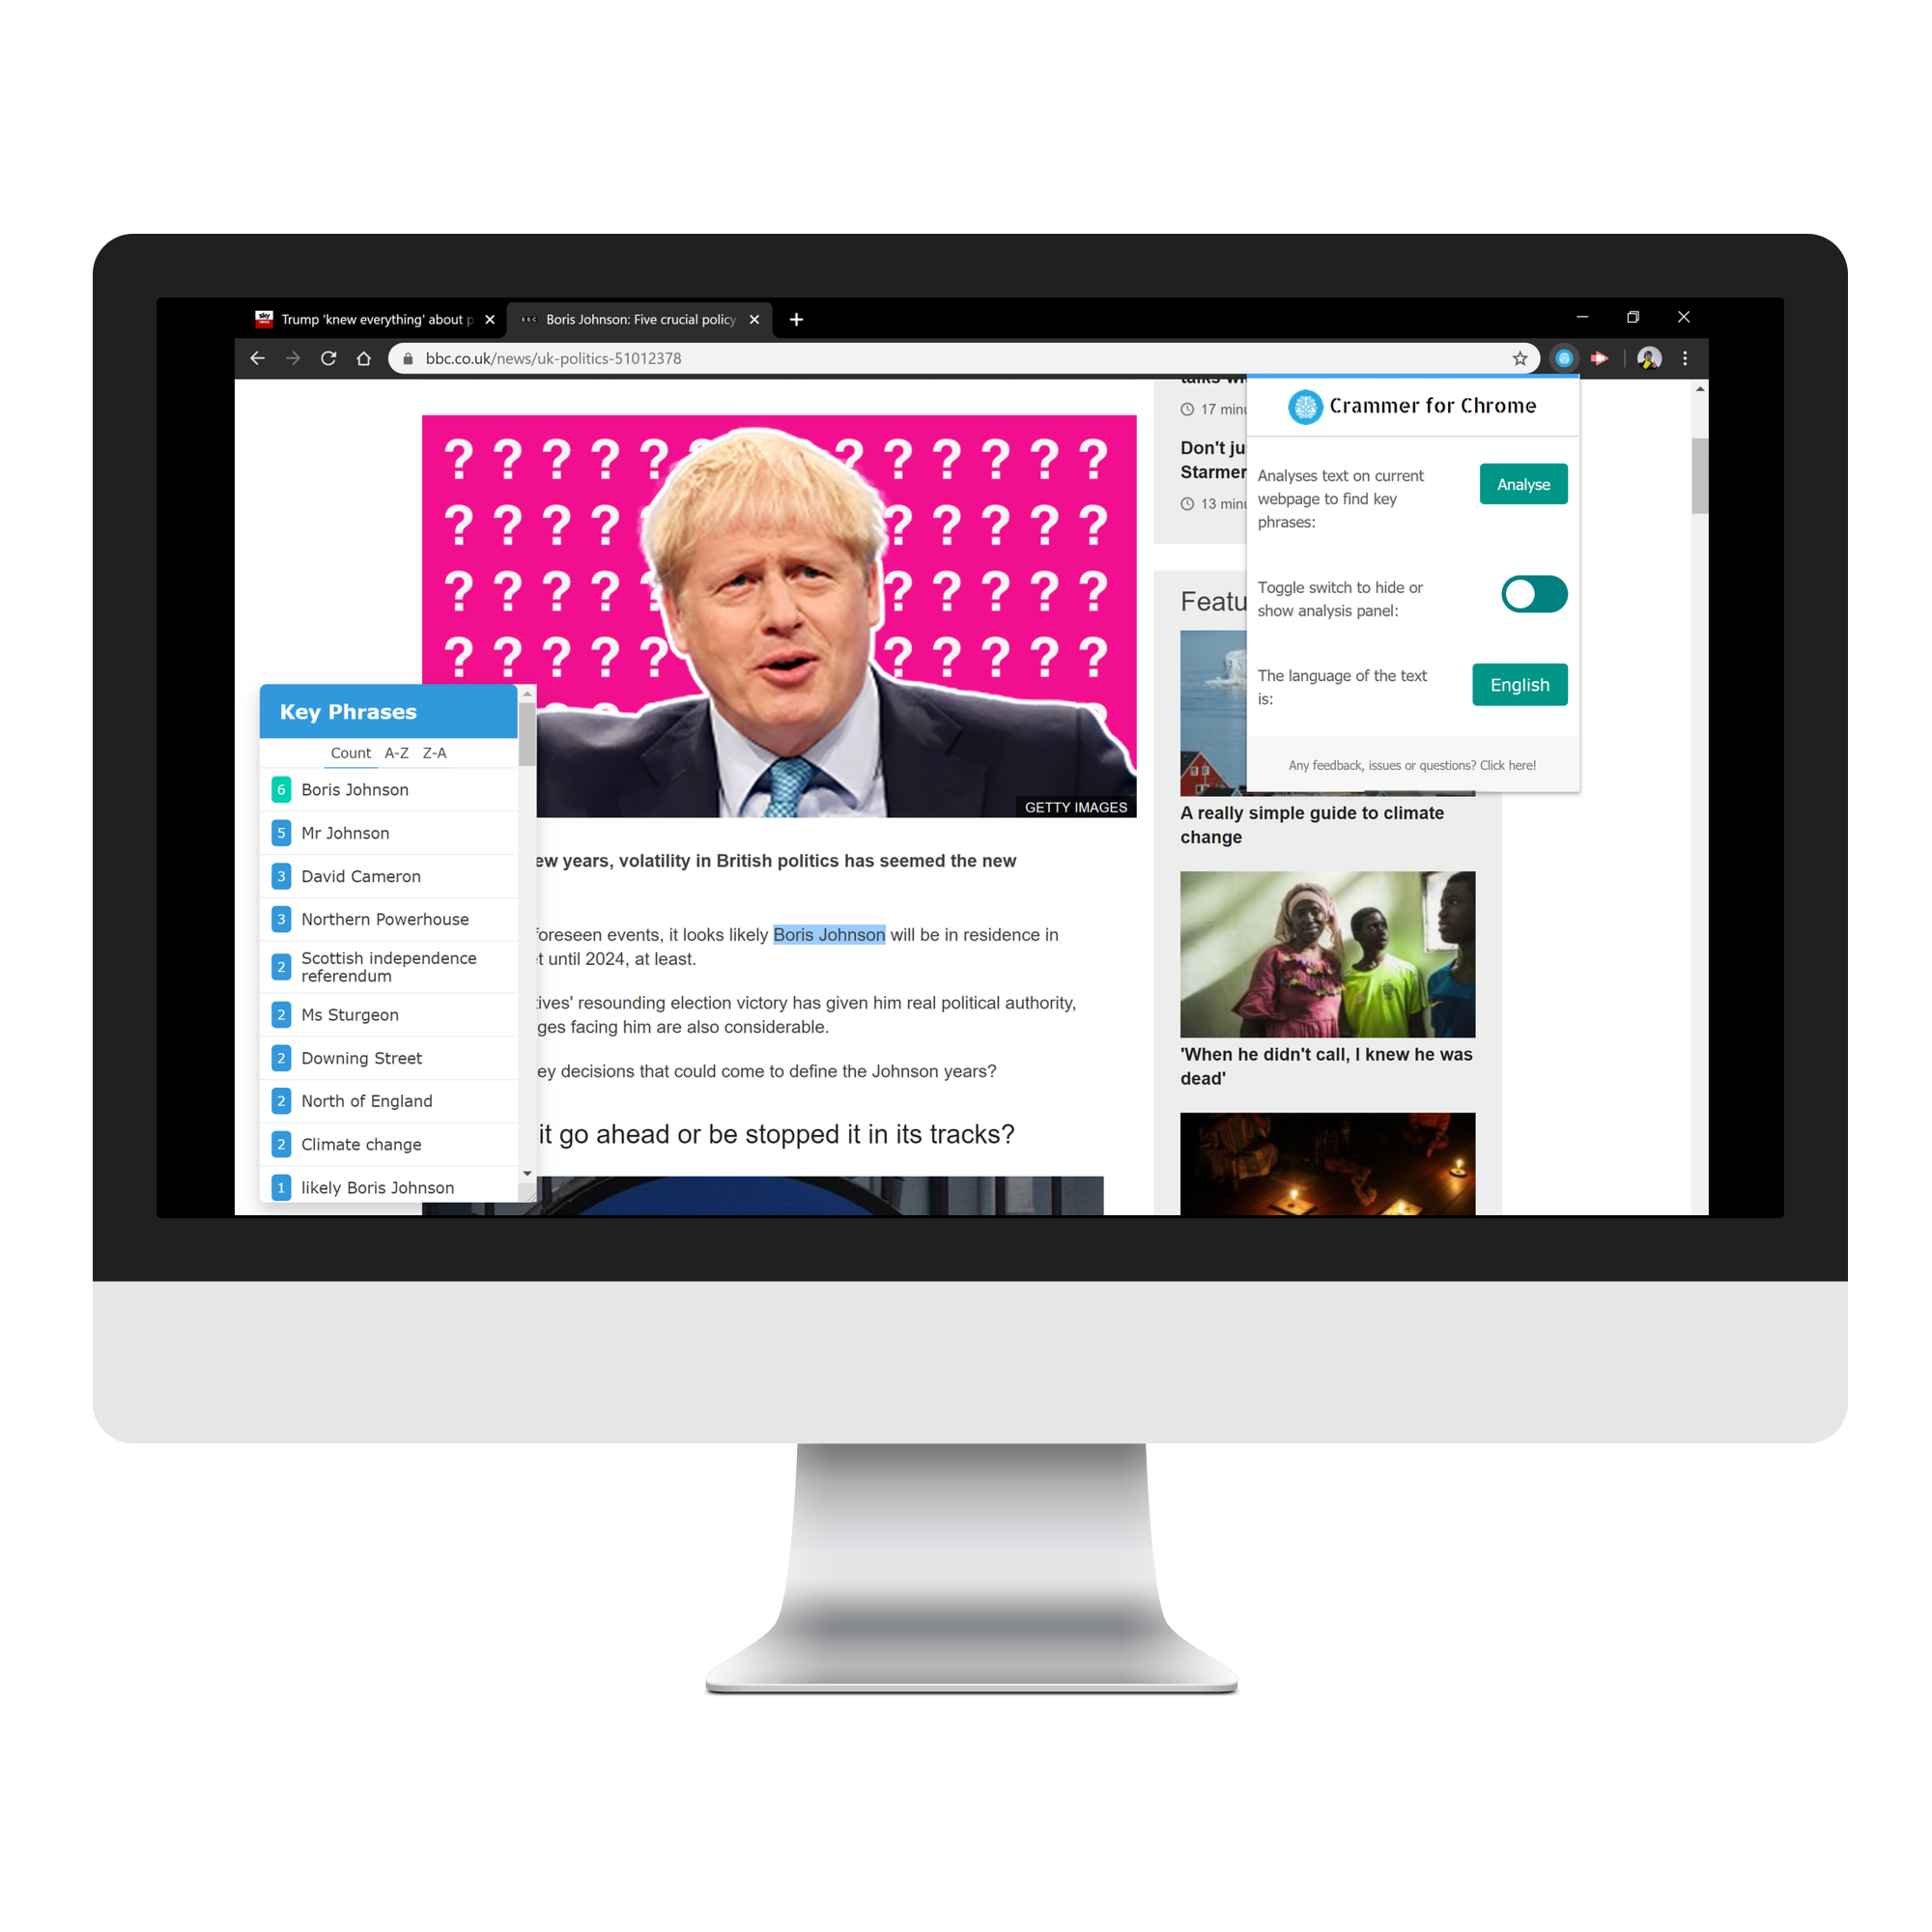 sky news
Trump 'knew everything' about p
BBC
Boris Johnson: Five crucial policy
bbc.co.uk/news/uk-politics-51012378
? ? ? ? ? ? ? ? ? ? ? ?
? ? ? ? ? ? ? ? ? ?
? ? ? ? ? ? ? ? ? ?
? ? ? ? ? ? ? ? ? ?
GETTY IMAGES
ew years, volatility in British politics has seemed the new
foreseen events, it looks likely Boris Johnson will be in residence in
t until 2024, at least.
tives' resounding election victory has given him real political authority,
ges facing him are also considerable.
ey decisions that could come to define the Johnson years?
it go ahead or be stopped it in its tracks?
Key Phrases
Count A-Z Z-A
6 Boris Johnson
5 Mr Johnson
3 David Cameron
3 Northern Powerhouse
2 Scottish independence
referendum
2 Ms Sturgeon
2 Downing Street
2 North of England
2 Climate change
1 likely Boris Johnson
17 minu
Don't ju
Starmer
13 minu
Featu
A really simple guide to climate
change
'When he didn't call, I knew he was
dead'
Crammer for Chrome
Analyses text on current
webpage to find key
phrases:
Analyse
Toggle switch to hide or
show analysis panel:
The language of the text
is:
English
Any feedback, issues or questions? Click here!